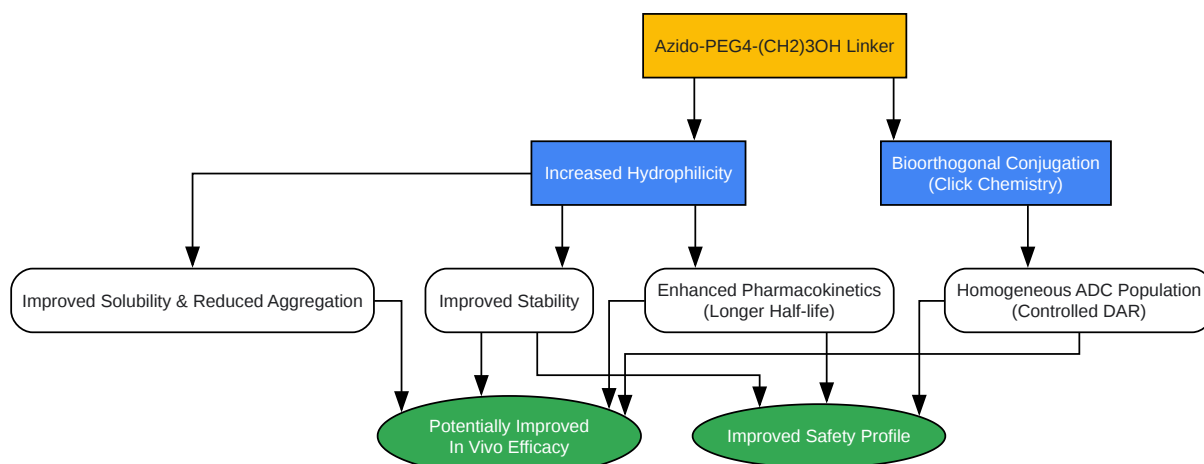 Azido-PEG4-(CH2)3OH Linker
Increased Hydrophilicity
Bioorthogonal Conjugation
(Click Chemistry)
Improved Solubility & Reduced Aggregation
Improved Stability
Enhanced Pharmacokinetics
(Longer Half-life)
Homogeneous ADC Population
(Controlled DAR)
Potentially Improved
In Vivo Efficacy
Improved Safety Profile